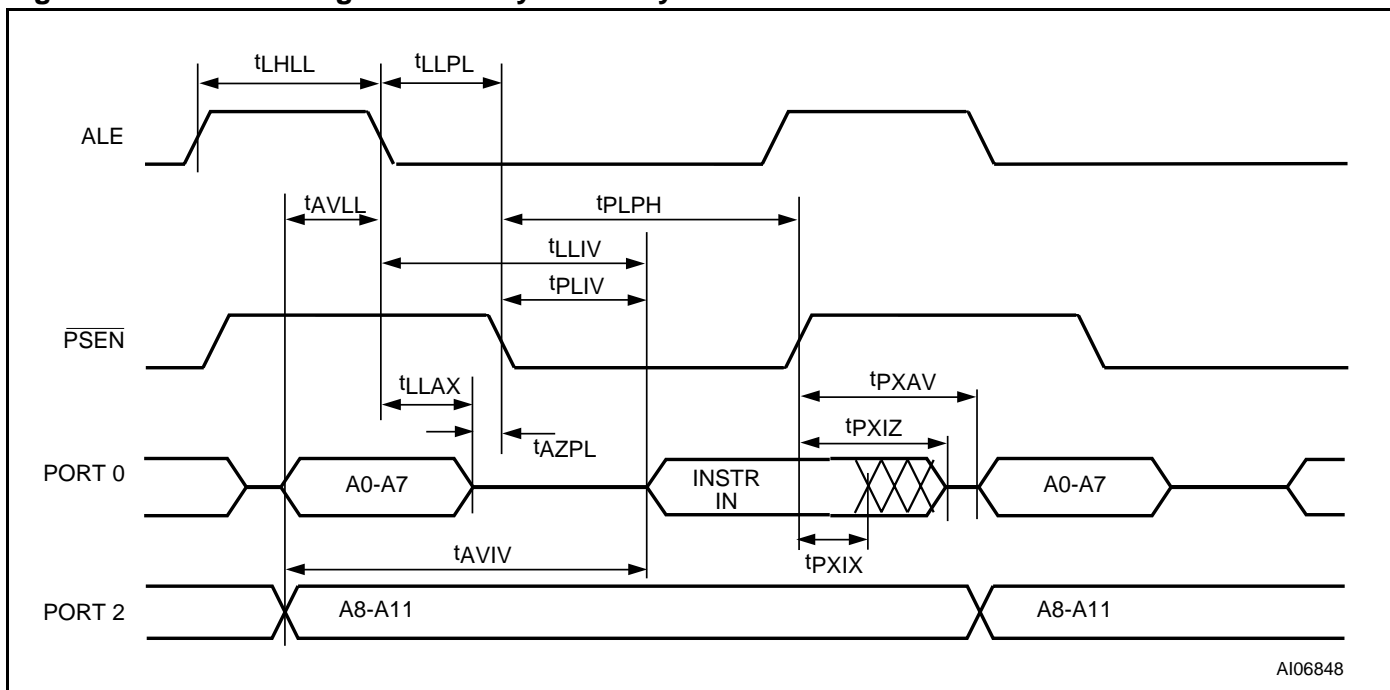 tLHLL
tLLPL
ALE
tAVLL
tPLPH
tLLIV
tPLIV
PSEN
tLLAX
tPXAV
tAZPL
tPXIZ
PORT 0
A0-A7
INSTR
IN
A0-A7
tPXIX
tAVIV
PORT 2
A8-A11
A8-A11
AI06848